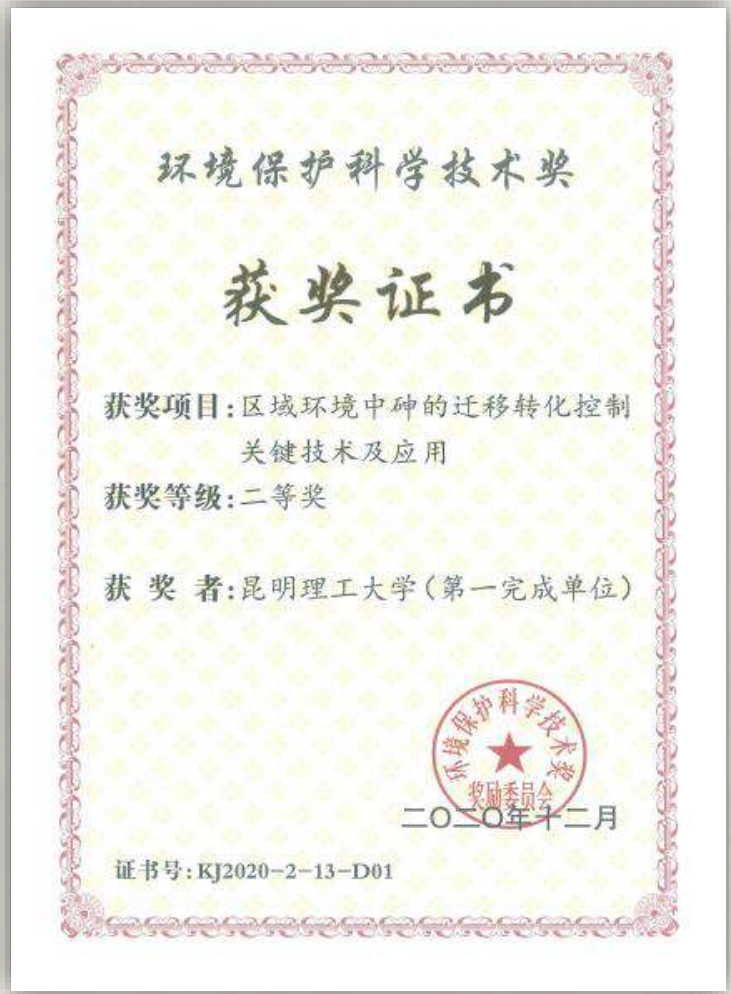 环境保护科学技术奖
获奖证书
获奖项目:区域环境中砷的迁移转化控制
关键技术及应用
获奖等级:二等奖
获 奖 者:昆明理工大学(第一完成单位)
环境保护科学技术奖
奖励委员会
二〇二〇年十二月
证书号:KJ2020-2-13-D01